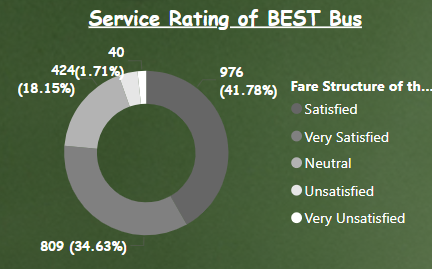 Service Rating of BEST Bus
40
(1.71%)
424
(18.15%)
976
(41.78%)
809 (34.63%)
Fare Structure of th...
Satisfied
Very Satisfied
Neutral
Unsatisfied
Very Unsatisfied